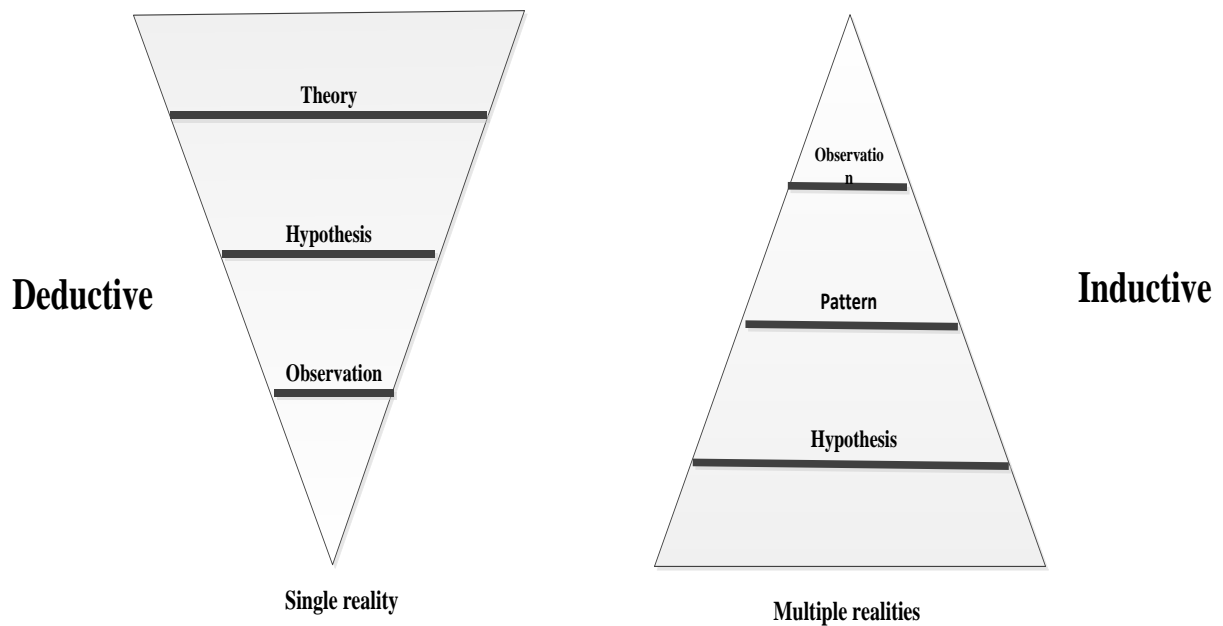 Theory
Hypothesis
Deductive
Observation
Single reality
Observatio
n
Pattern
Inductive
Hypothesis
Multiple realities